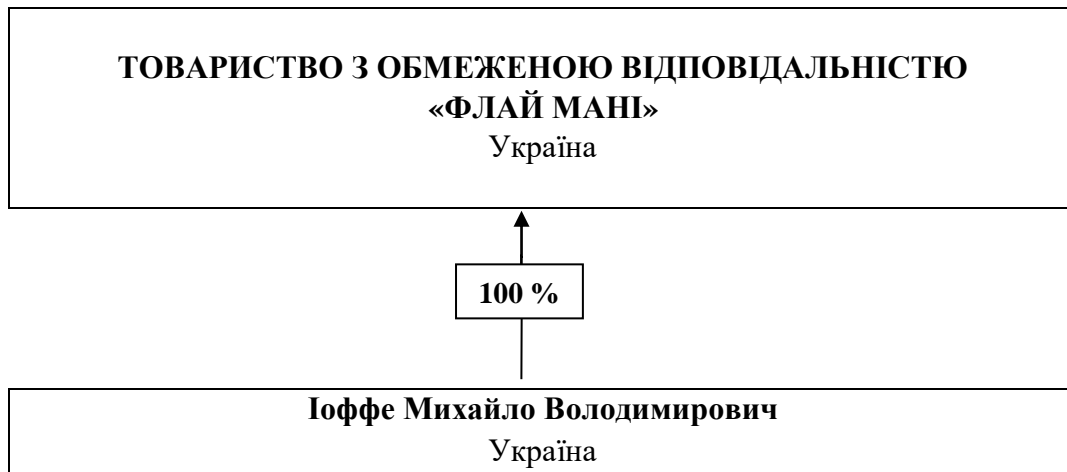 ТОВАРИСТВО З ОБМЕЖЕНОЮ ВІДПОВІДАЛЬНІСТЮ
«ФЛАЙ МАНІ»
Україна
100 %
Іоффе Михайло Володимирович
Україна